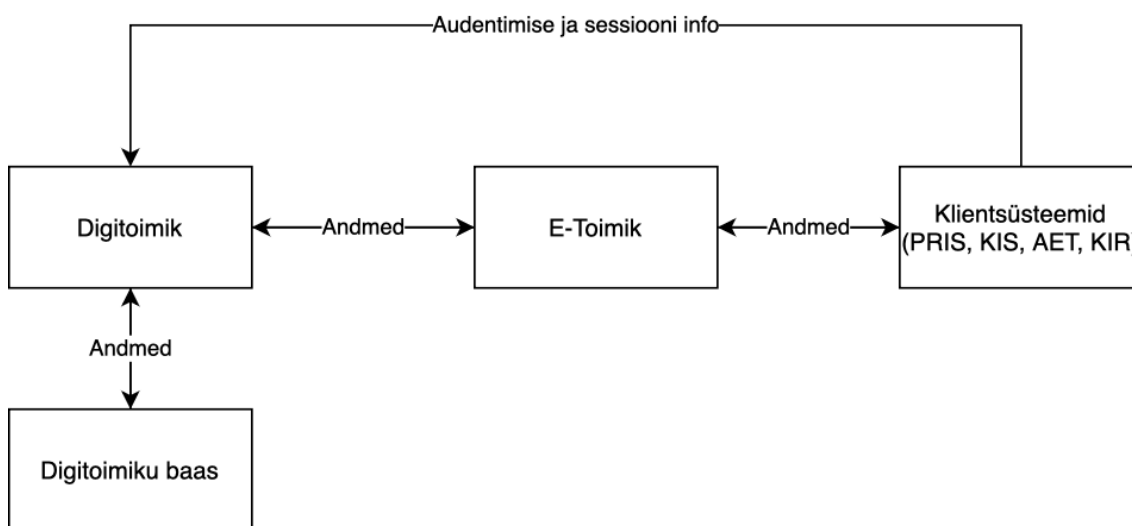 Audentimise ja sessiooni info
Digitoimik
Andmed
E-Toimik
Andmed
Klientsüsteemid
(PRIS, KIS, AET, KIR)
Andmed
Digitoimiku baas